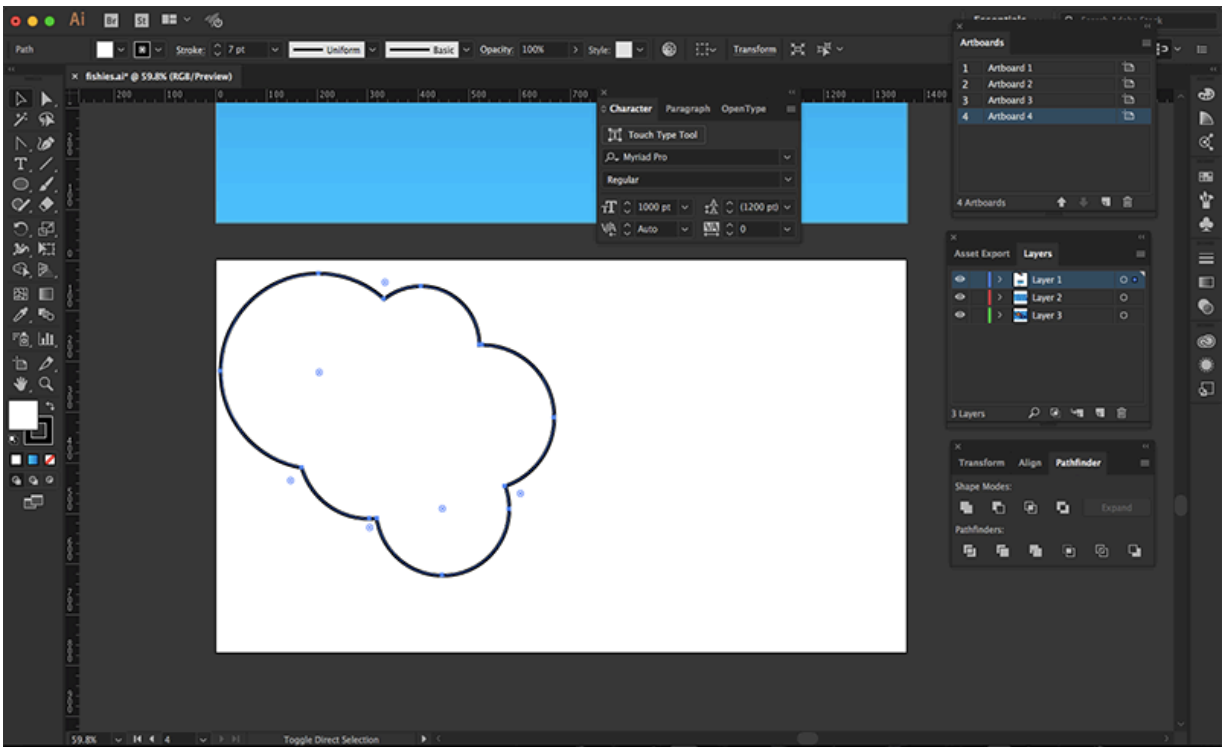 Ai Br St
Path Stroke: 7 pt Uniform Basic Opacity: 100% Style: Transform
× fishies.ai* @ 59.8% (RGB/Preview)
200 100 0 100 200 300 400 500 600 700 1200 1300 1400
Artboards
1 Artboard 1
2 Artboard 2
3 Artboard 3
4 Artboard 4
4 Artboards
Character Paragraph OpenType
Touch Type Tool
Myriad Pro
Regular
1000 pt (1200 pt)
Auto 0
Asset Export Layers
Layer 1
Layer 2
Layer 3
3 Layers
Transform Align Pathfinder
Shape Modes:
Expand
Pathfinders:
59.8% 4 Toggle Direct Selection